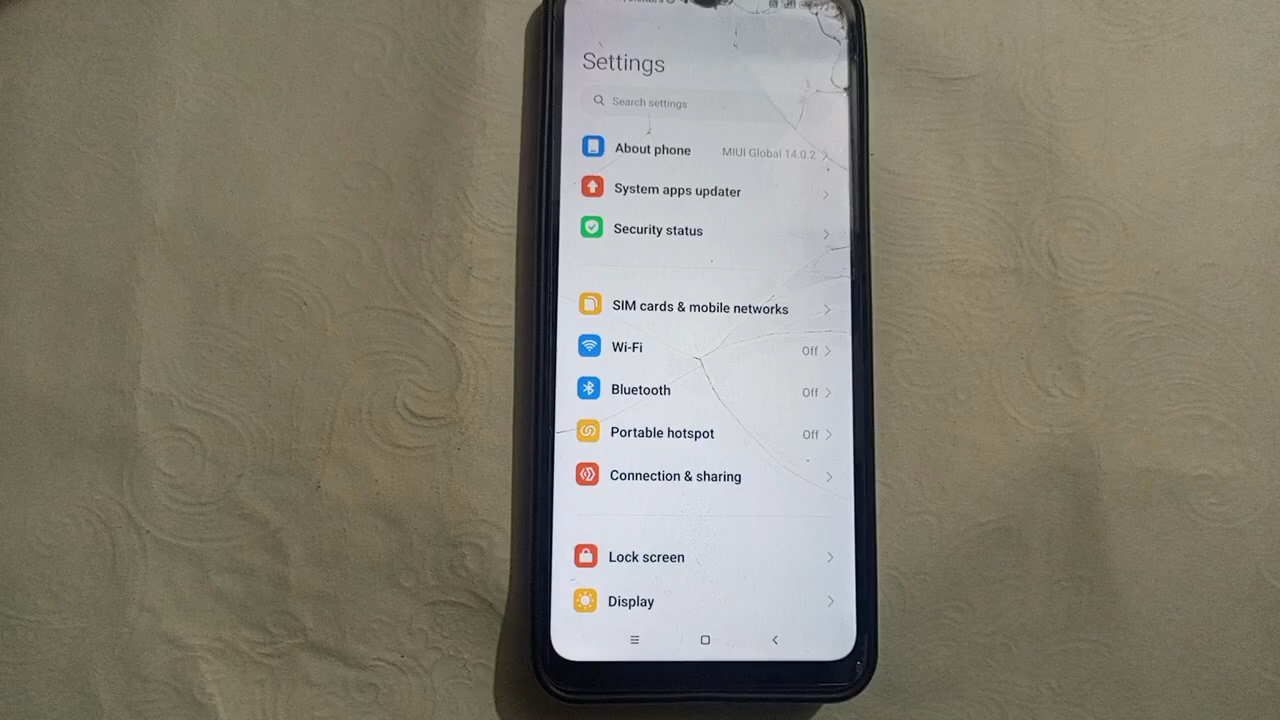 Settings
Search settings
About phone MIUI Global 14.0.2
System apps updater
Security status
SIM cards & mobile networks
Wi-Fi Off
Bluetooth Off
Portable hotspot Off
Connection & sharing
Lock screen
Display